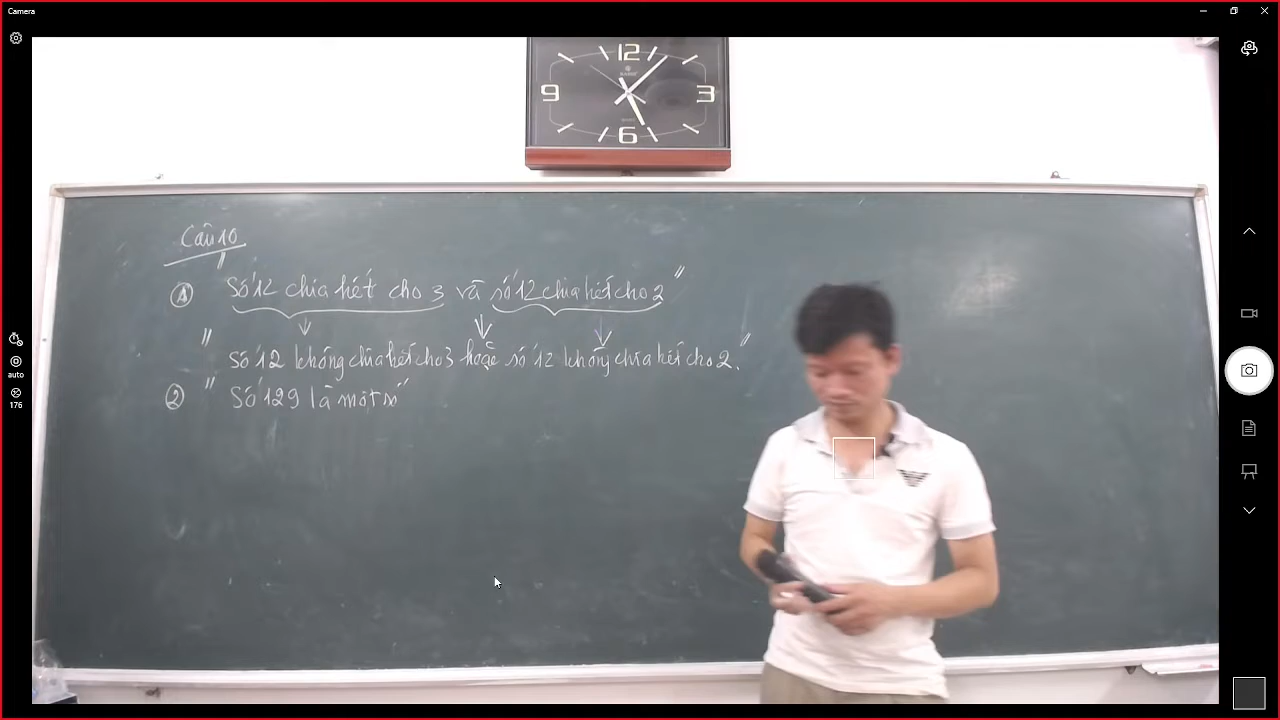 Camera
12
9
3
6
Câu 10
① "Số 12 chia hết cho 3 và số 12 chia hết cho 2"
"Số 12 không chia hết cho 3 hoặc số 12 không chia hết cho 2."
② "Số 129 là một số"
auto
176